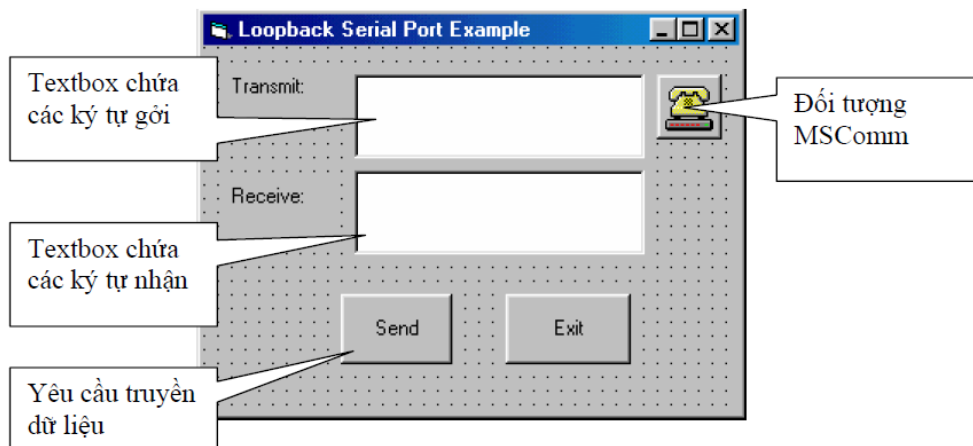 Loopback Serial Port Example
Textbox chứa
các ký tự gởi
Transmit:
Đối tượng
MSComm
Receive:
Textbox chứa
các ký tự nhận
Send
Exit
Yêu cầu truyền
dữ liệu